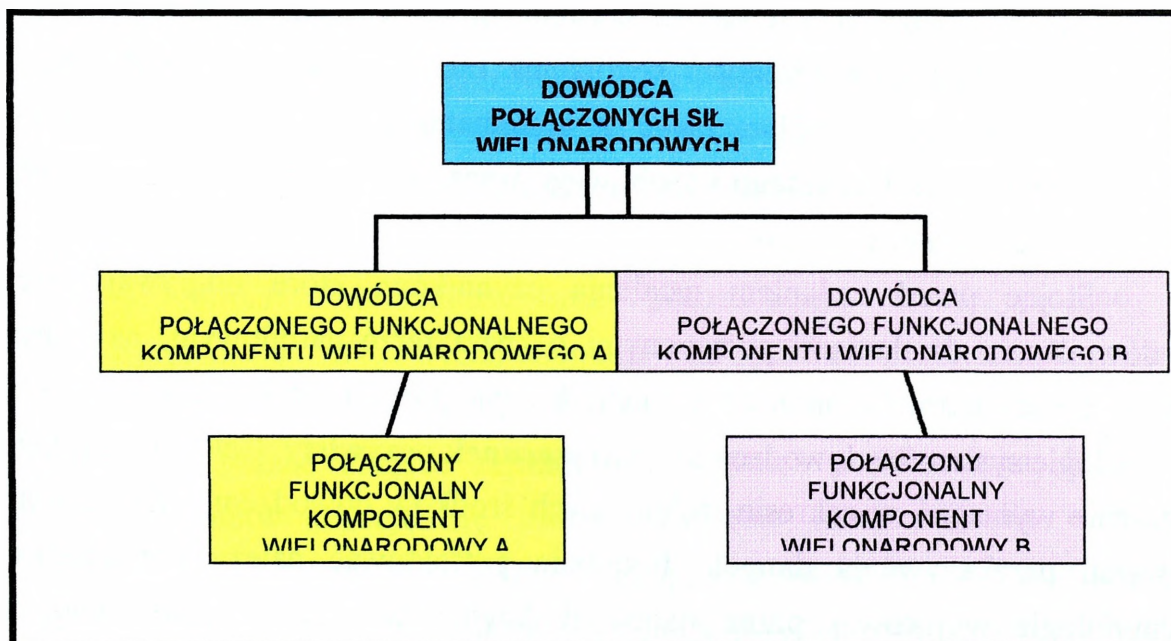 DOWÓDCA
POŁĄCZONYCH SIŁ
WIELONARODOWYCH
DOWÓDCA
POŁĄCZONEGO FUNKCJONALNEGO
KOMPONENTU WIELONARODOWEGO A
DOWÓDCA
POŁĄCZONEGO FUNKCJONALNEGO
KOMPONENTU WIELONARODOWEGO B
POŁĄCZONY
FUNKCJONALNY
KOMPONENT
WIELONARODOWY A
POŁĄCZONY
FUNKCJONALNY
KOMPONENT
WIELONARODOWY B